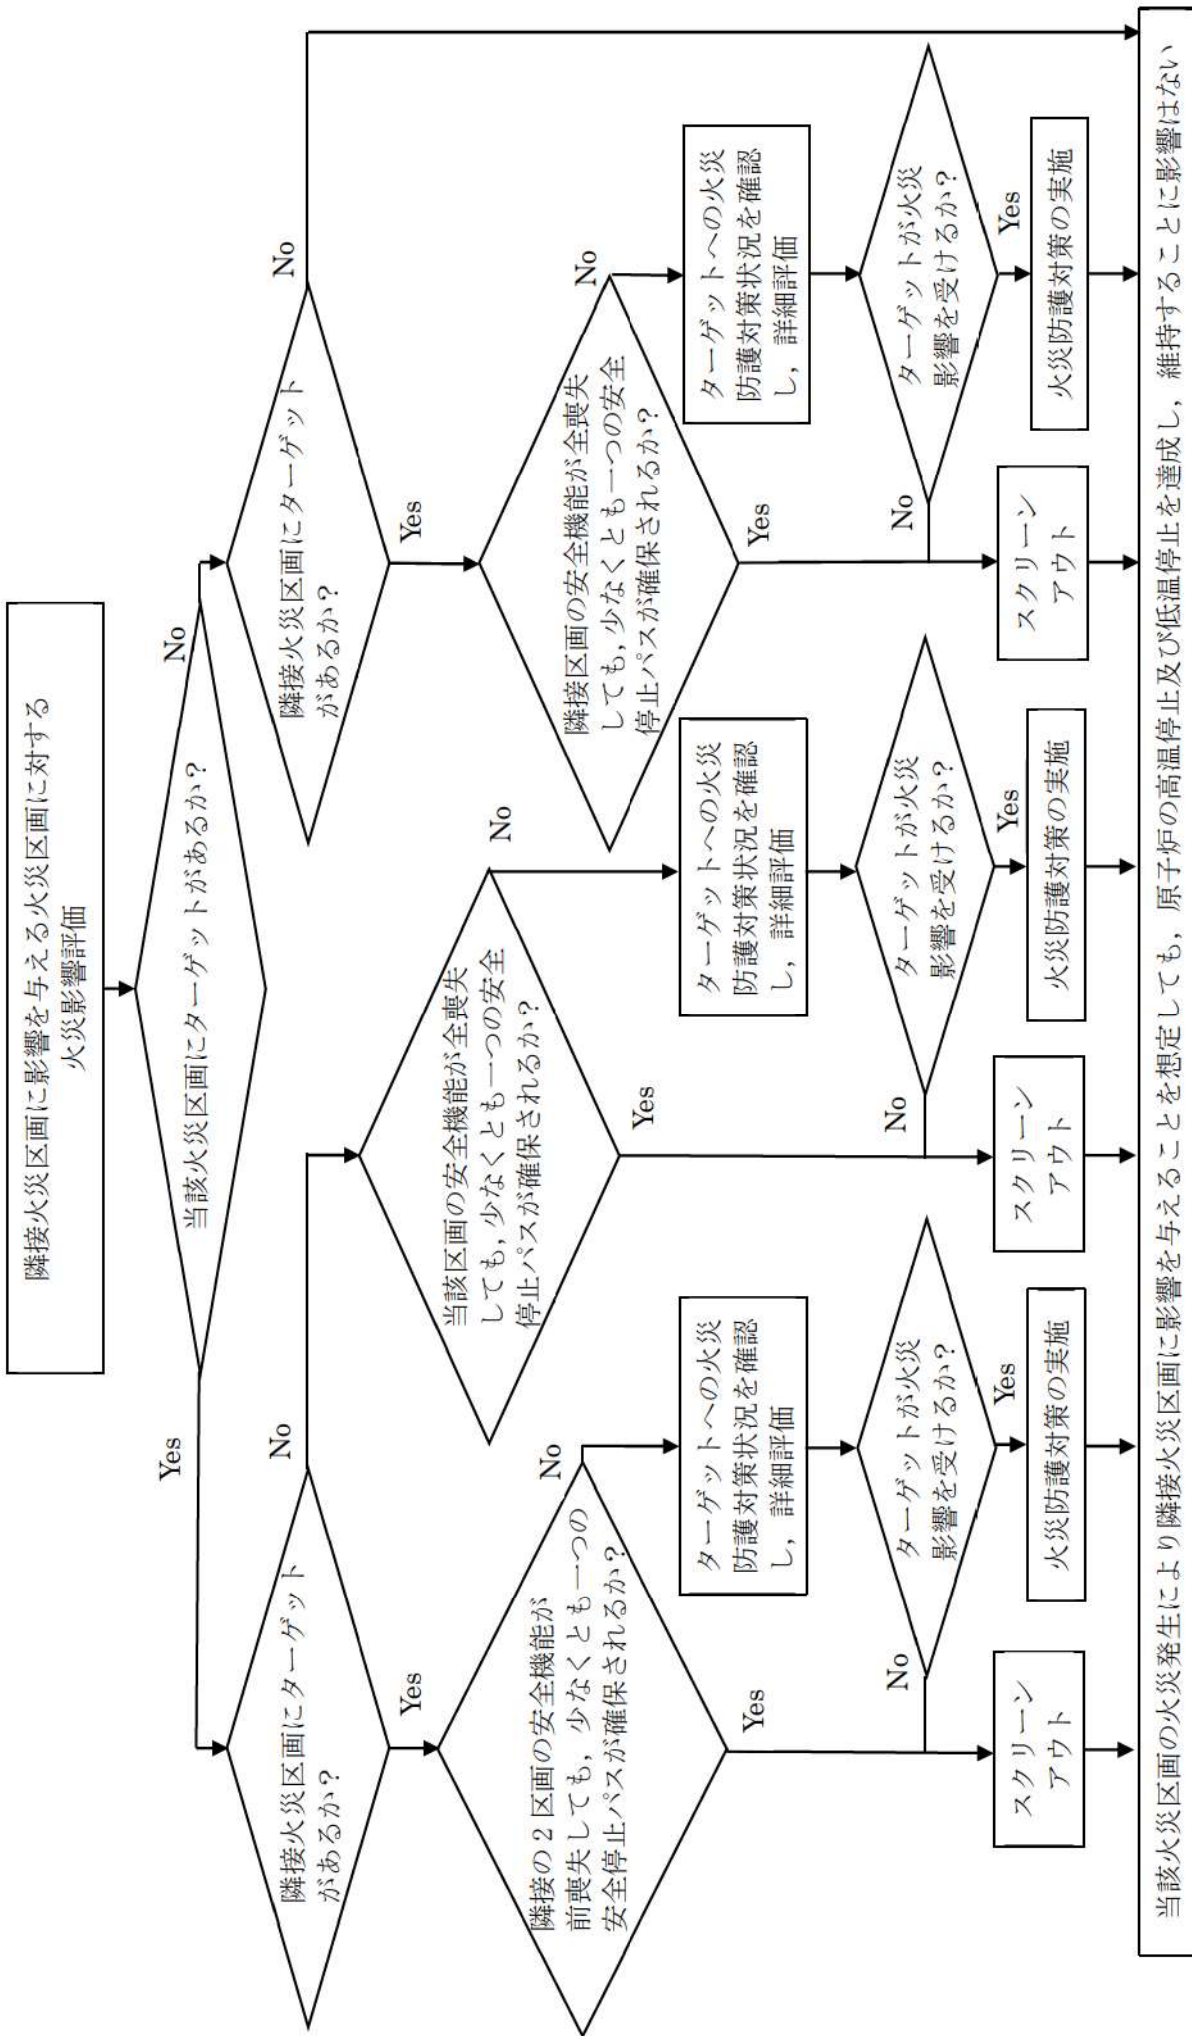 隣接火災区画に影響を与える火災区画に対する
火災影響評価
当該火災区画にターゲットがあるか?
Yes
No
隣接火災区画にターゲット
があるか?
No
Yes
隣接火災区画にターゲット
があるか?
No
Yes
隣接の2区画の安全機能が
前喪失しても，少なくとも一つの
安全停止パスが確保されるか?
No
Yes
当該区画の安全機能が全喪失
しても,少なくとも一つの安全
停止パスが確保されるか?
No
Yes
隣接区画の安全機能が全喪失
しても,少なくとも一つの安全
停止パスが確保されるか?
No
Yes
ターゲットへの火災
防護対策状況を確認
し，詳細評価
ターゲットへの火災
防護対策状況を確認
し，詳細評価
ターゲットへの火災
防護対策状況を確認
し，詳細評価
ターゲットが火災
影響を受けるか?
No
Yes
ターゲットが火災
影響を受けるか?
No
Yes
ターゲットが火災
影響を受けるか?
No
Yes
スクリーン
アウト
火災防護対策の実施
スクリーン
アウト
火災防護対策の実施
スクリーン
アウト
火災防護対策の実施
当該火災区画の火災発生により隣接火災区画に影響を与えることを想定しても，原子炉の高温停止及び低温停止を達成し，維持することに影響はない